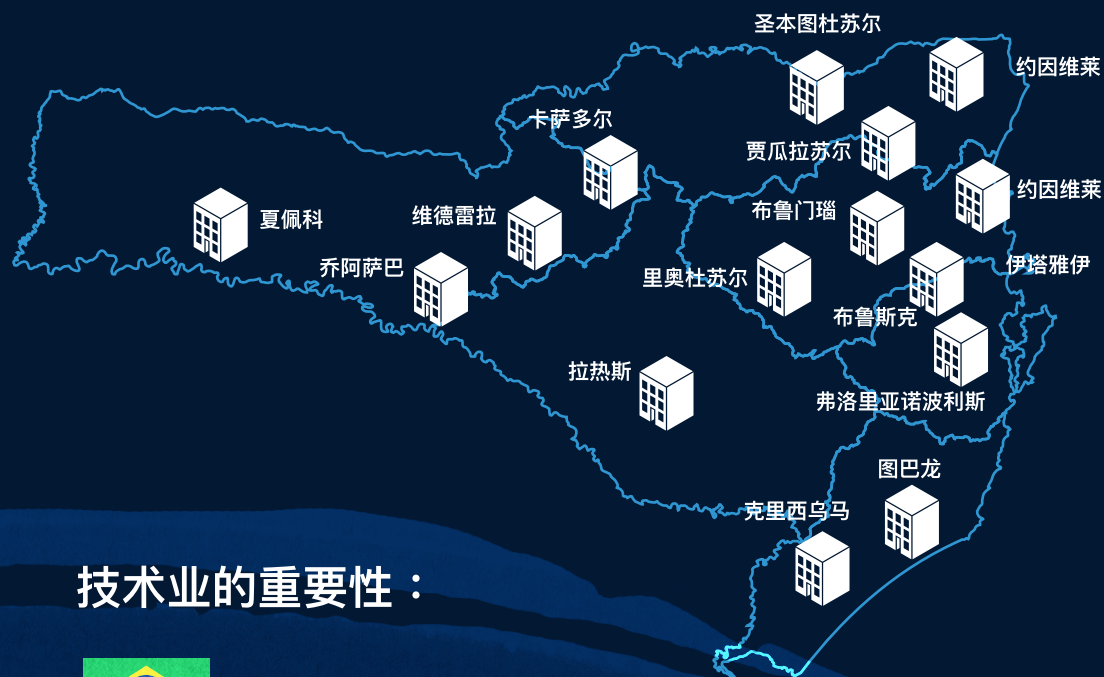 圣本图杜苏尔
约因维莱
卡萨多尔
贾瓜拉苏尔
约因维莱
夏佩科
维德雷拉
布鲁门瑙
乔阿萨巴
里奥杜苏尔
伊塔雅伊
布鲁斯克
拉热斯
弗洛里亚诺波利斯
图巴龙
克里西乌马
技术业的重要性：